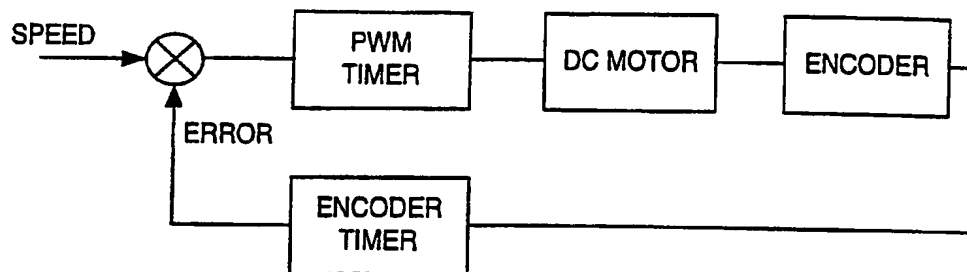 SPEED
PWM
TIMER
DC MOTOR
ENCODER
ERROR
ENCODER
TIMER